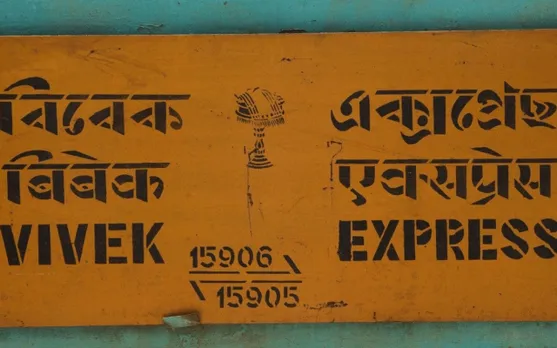 বিবেক এক্সপ্ৰেছ
बिबेक एक्सप्रेस
VIVEK EXPRESS
15906
15905